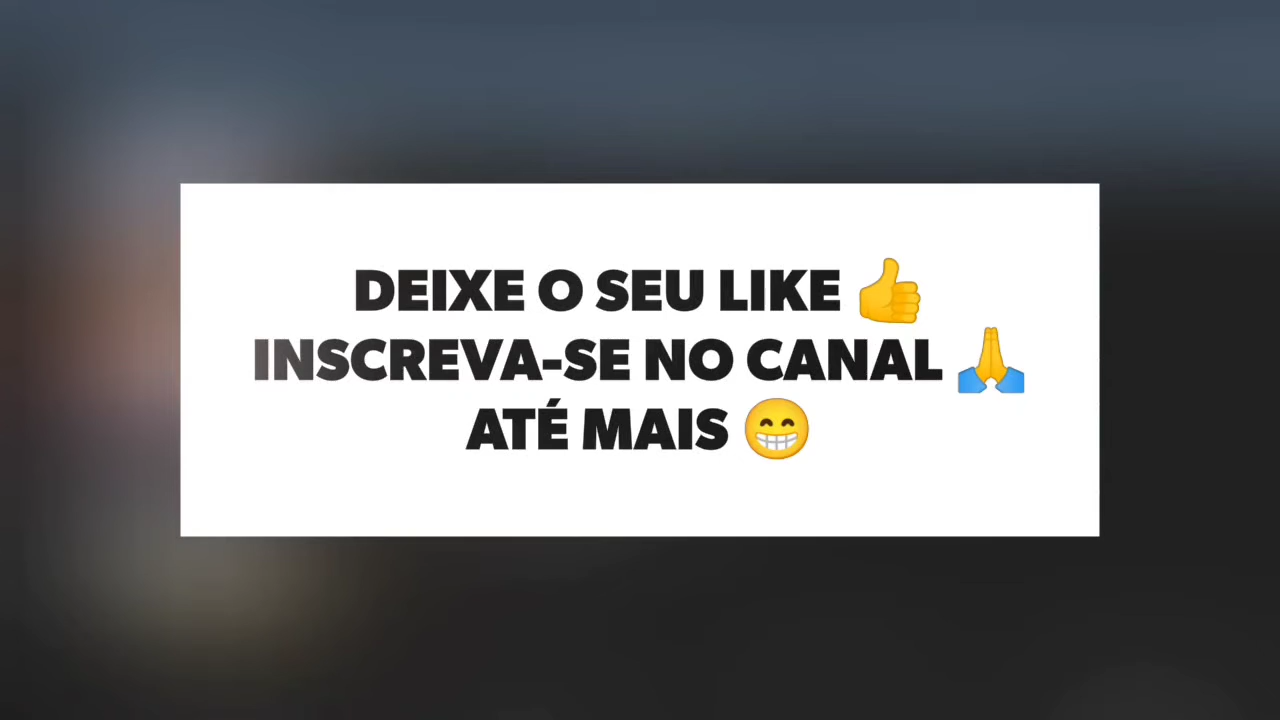 DEIXE O SEU LIKE 👍
INSCREVA-SE NO CANAL 🙏
ATÉ MAIS 😁